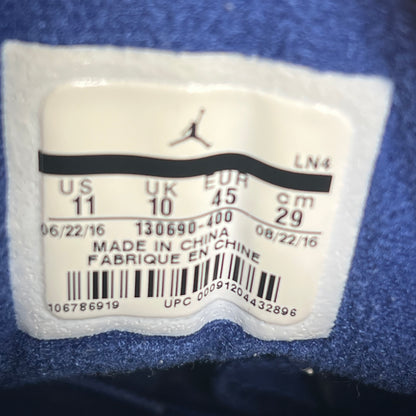 LN4
US UK EUR cm
11 10 45 29
06/22/16 130690-400 08/22/16
MADE IN CHINA
FABRIQUE EN CHINE
106786919 UPC 00091204432896